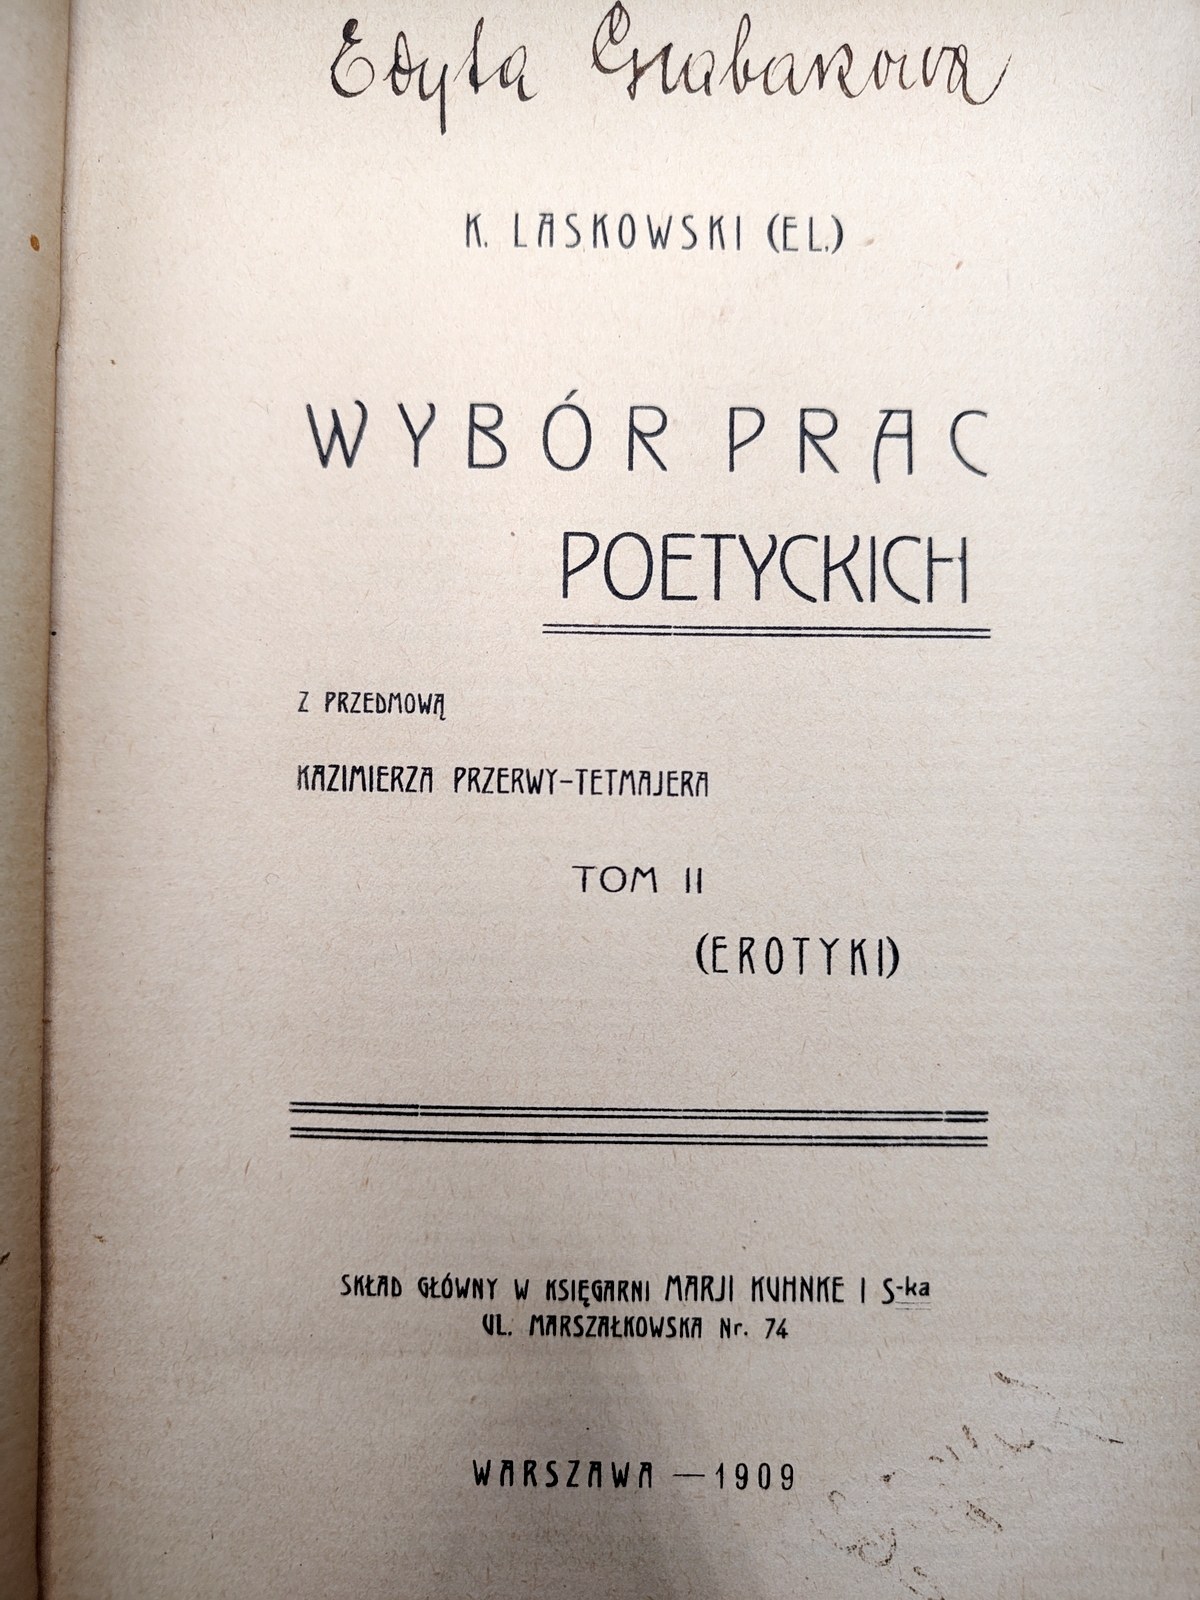 Edyta
K. LASKOWSKI (EL.)
WYBÓR PRAC
POETYCKICH
Z PRZEDMOWĄ
KAZIMIERZA PRZERWY-TETMAJERA
TOM II
(EROTYKI)
SKŁAD GŁÓWNY W KSIĘGARNI MARJI KUHNKE I S-ka
UL. MARSZAŁKOWSKA Nr. 74
WARSZAWA — 1909